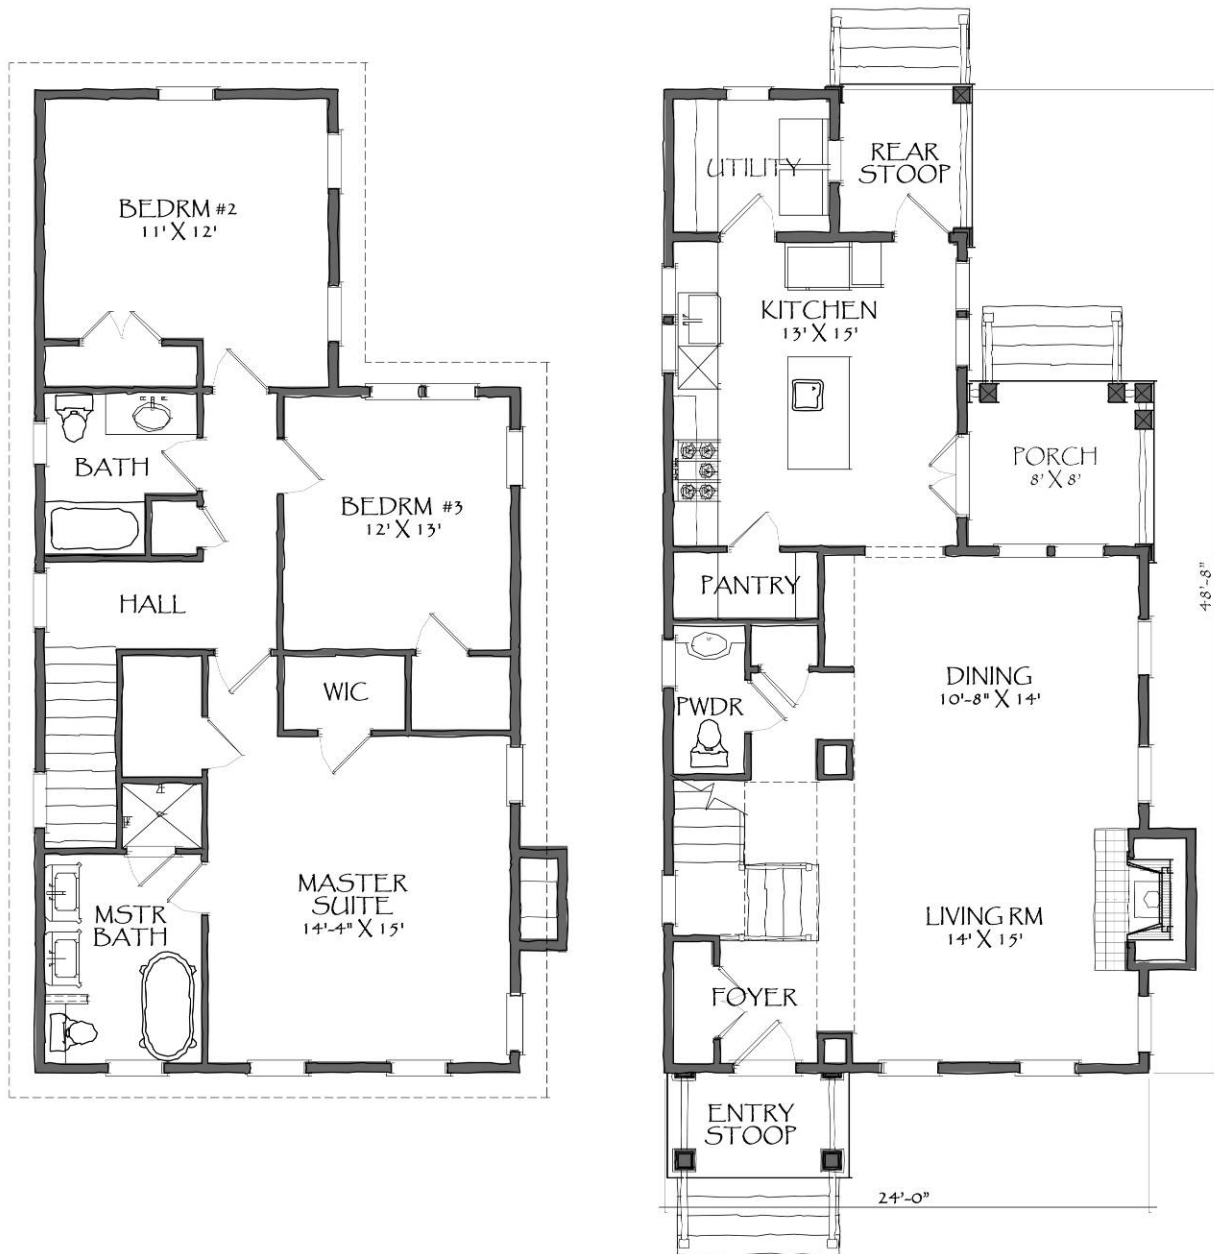 BEDRM #2
11' X 12'
BATH
BEDRM #3
12' X 13'
HALL
WIC
MASTER
SUITE
14'-4" X 15'
MSTR
BATH
UTILITY
REAR
STOOP
KITCHEN
13' X 15'
PORCH
8' X 8'
PANTRY
48'-8"
DINING
10'-8" X 14'
PWDR
LIVING RM
14' X 15'
FOYER
ENTRY
STOOP
24'-0"